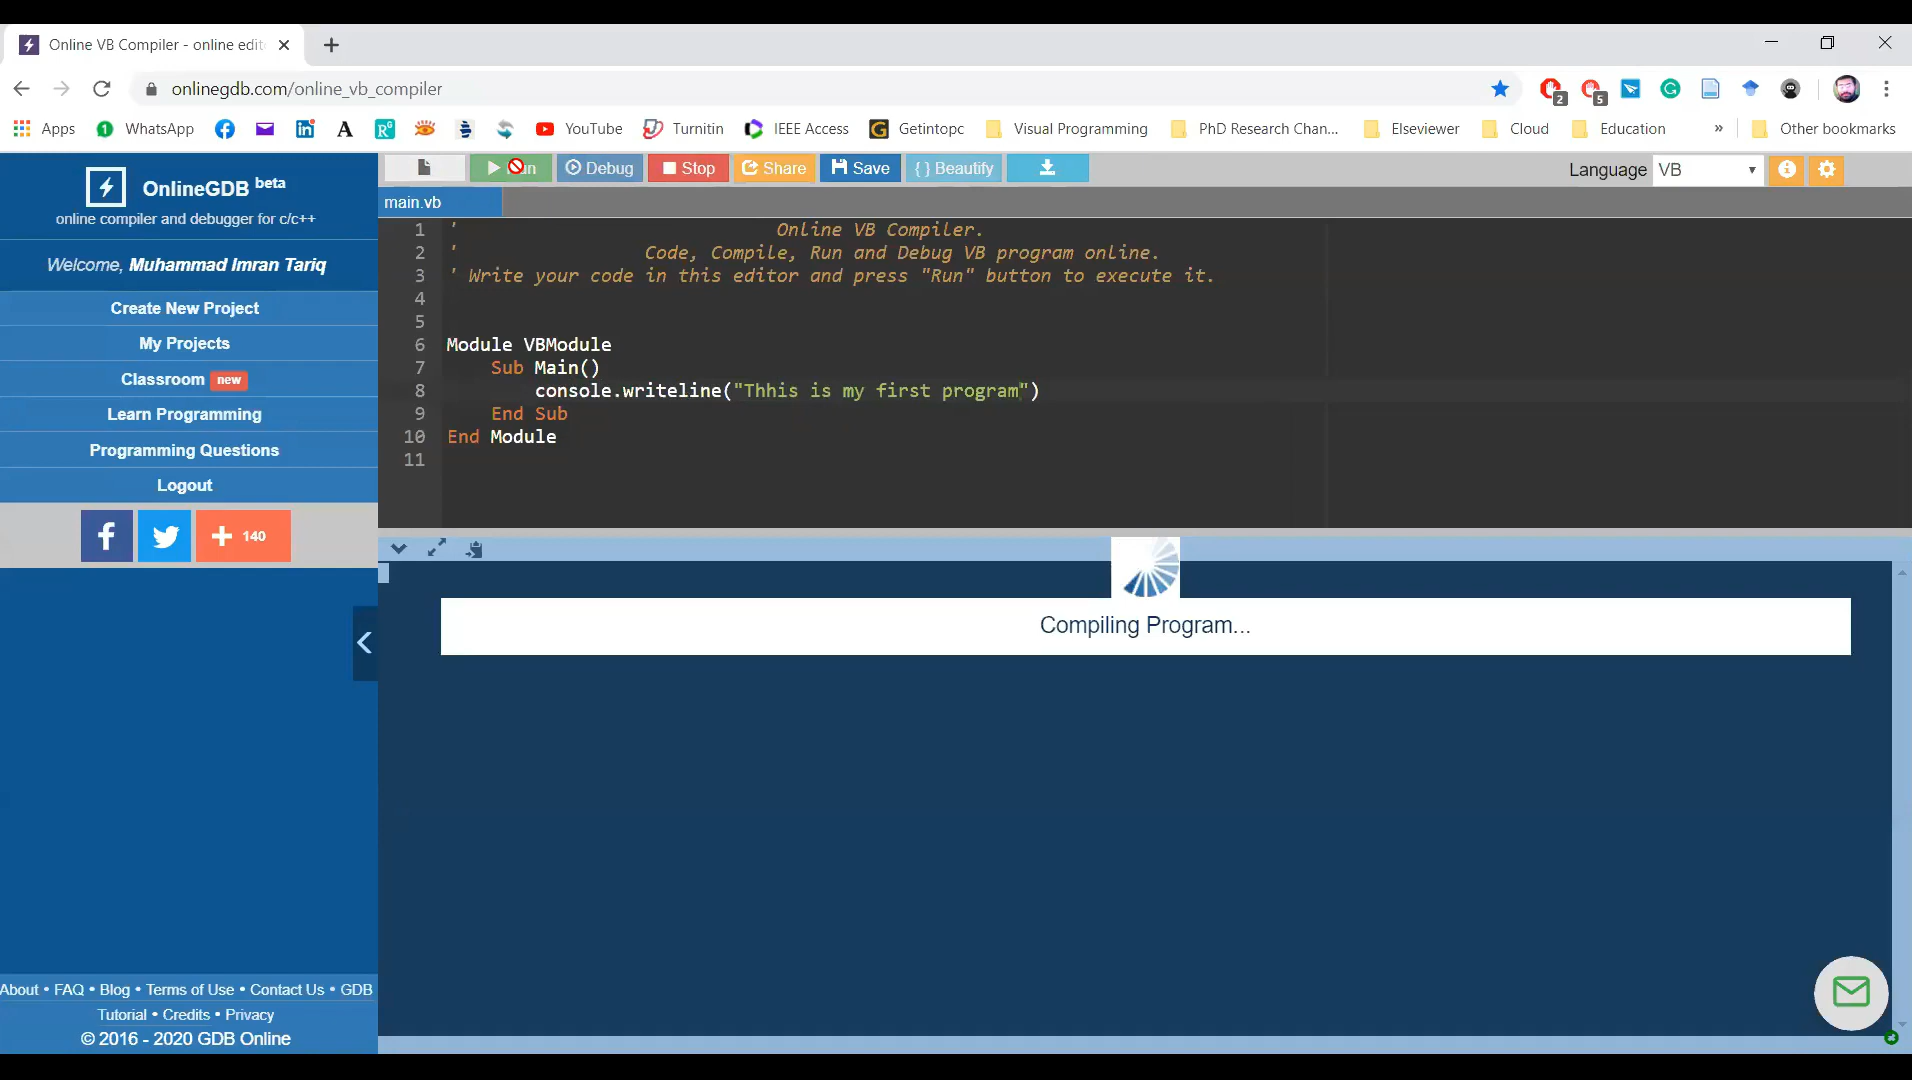 Online VB Compiler - online edit
onlinegdb.com/online_vb_compiler
2
5
Apps
1 WhatsApp
A
YouTube
Turnitin
IEEE Access
G Getintopc
Visual Programming
PhD Research Chan...
Elseviewer
Cloud
Education
»
Other bookmarks
OnlineGDB beta
online compiler and debugger for c/c++
Welcome, Muhammad Imran Tariq
Create New Project
My Projects
Classroom new
Learn Programming
Programming Questions
Logout
140
Debug
Stop
Share
Save
{ } Beautify
Language VB
main.vb
1 ' Online VB Compiler.
2 ' Code, Compile, Run and Debug VB program online.
3 ' Write your code in this editor and press "Run" button to execute it.
4
5
6 Module VBModule
7 Sub Main()
8 console.writeline("Thhis is my first program")
9 End Sub
10 End Module
11
Compiling Program...
About • FAQ • Blog • Terms of Use • Contact Us • GDB
Tutorial • Credits • Privacy
© 2016 - 2020 GDB Online